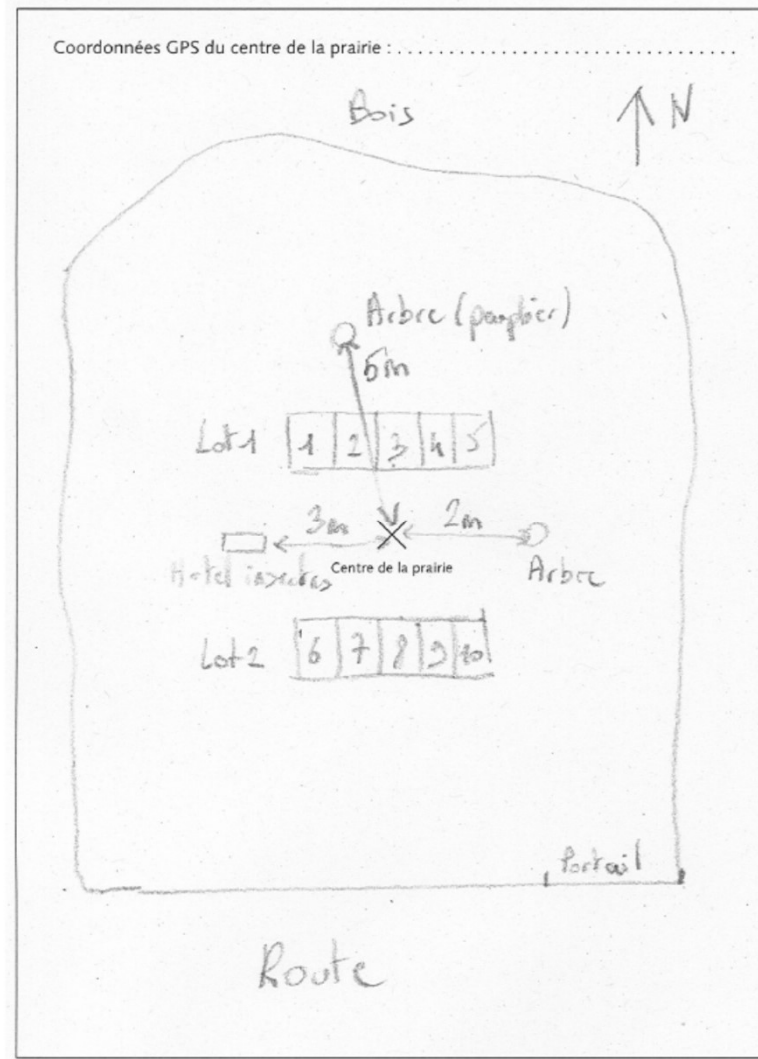 Coordonnées GPS du centre de la prairie : ..................................
Bois
N
Arbre (peuplier)
5m
Lot 1 1 2 3 4 5
3m 2m
Hotel insectes
Centre de la prairie
Arbre
Lot 2 6 7 8 9 10
Portail
Route